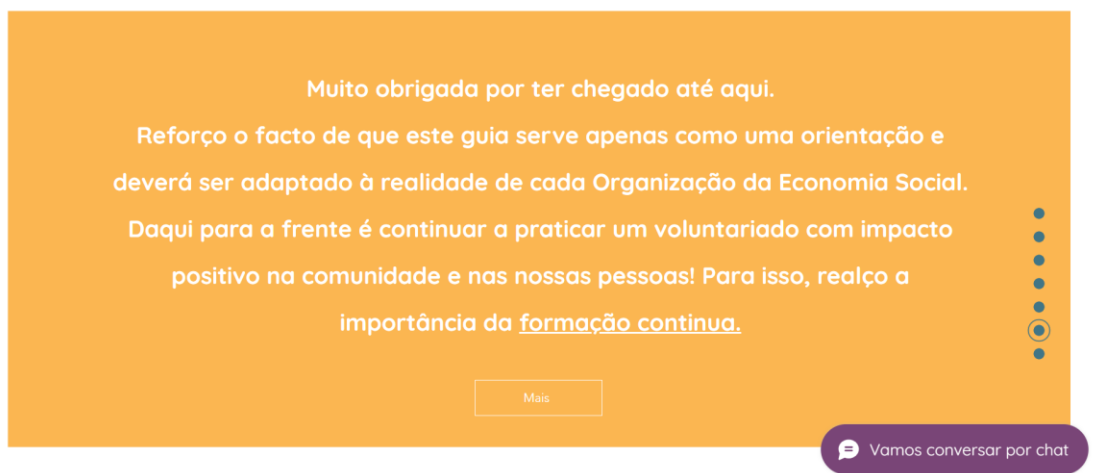 Muito obrigada por ter chegado até aqui.
Reforço o facto de que este guia serve apenas como uma orientação e
deverá ser adaptado à realidade de cada Organização da Economia Social.
Daqui para a frente é continuar a praticar um voluntariado com impacto
positivo na comunidade e nas nossas pessoas! Para isso, realço a
importância da formação continua.
Mais
Vamos conversar por chat